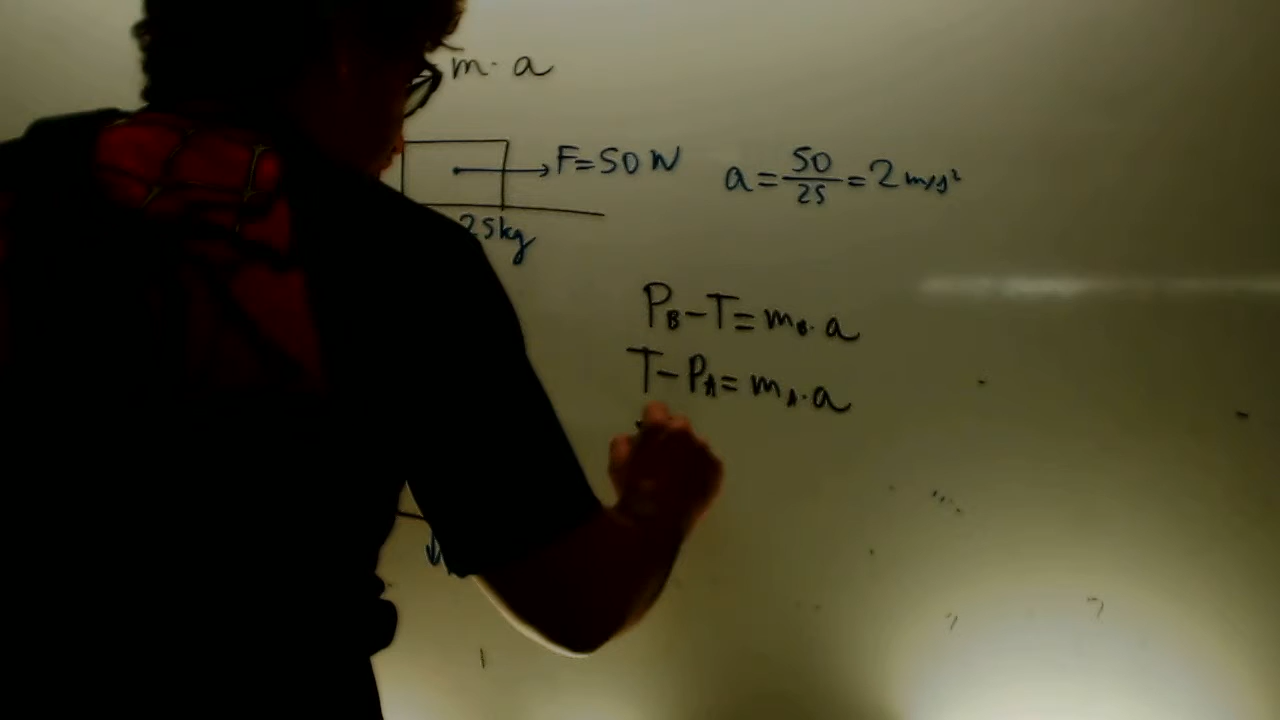 m· a
F=50 N
25kg
a=50/25=2 m/s²
P_B-T=m_B·a
T-P_A=m_A·a